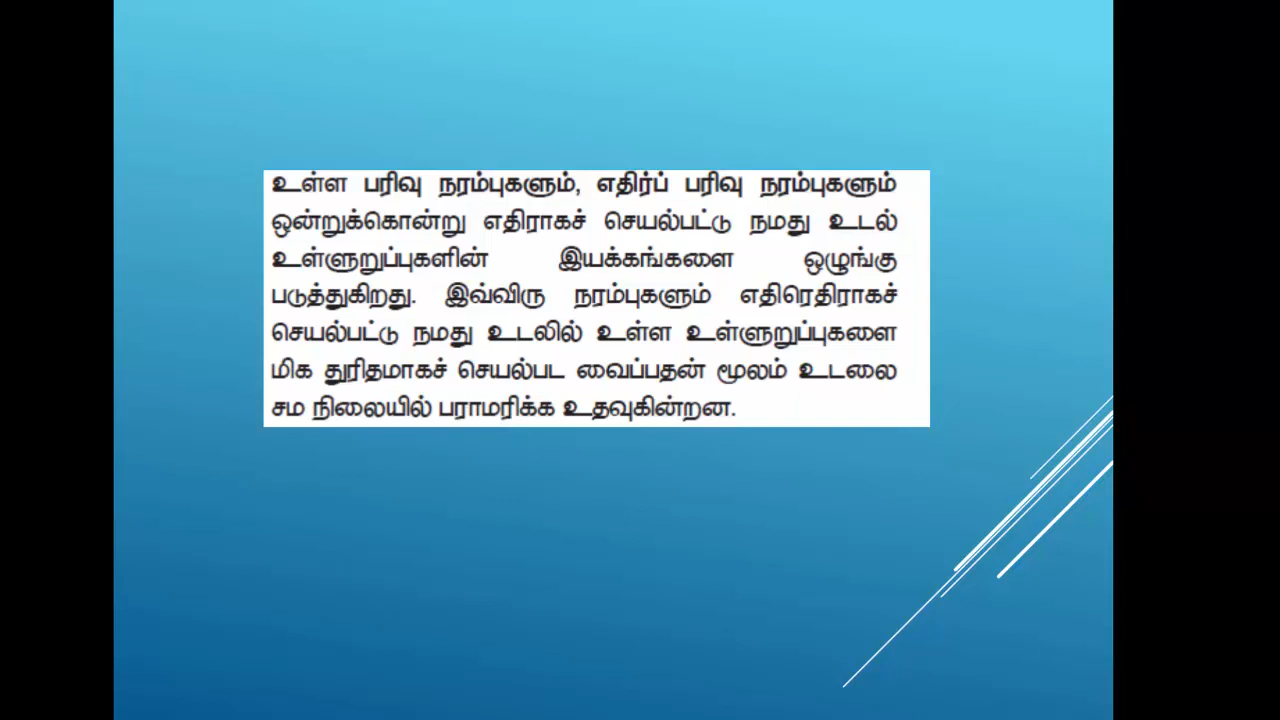 உள்ள பரிவு நரம்புகளும், எதிர்ப் பரிவு நரம்புகளும்
ஒன்றுக்கொன்று எதிராகச் செயல்பட்டு நமது உடல்
உள்ளுறுப்புகளின் இயக்கங்களை ஒழுங்கு
படுத்துகிறது. இவ்விரு நரம்புகளும் எதிரெதிராகச்
செயல்பட்டு நமது உடலில் உள்ள உள்ளுறுப்புகளை
மிக துரிதமாகச் செயல்பட வைப்பதன் மூலம் உடலை
சம நிலையில் பராமரிக்க உதவுகின்றன.